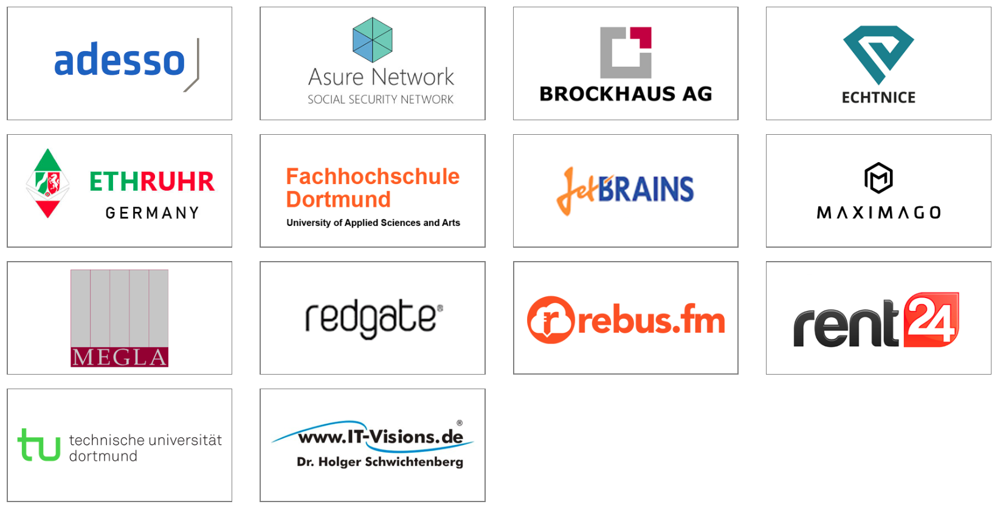 adesso
Asure Network
SOCIAL SECURITY NETWORK
BROCKHAUS AG
ECHTNICE
ETHRUHR
GERMANY
Fachhochschule
Dortmund
University of Applied Sciences and Arts
JetBRAINS
MAXIMAGO
MEGLA
redgate®
r rebus.fm
rent24
tu technische universität
dortmund
www.IT-Visions.de®
Dr. Holger Schwichtenberg